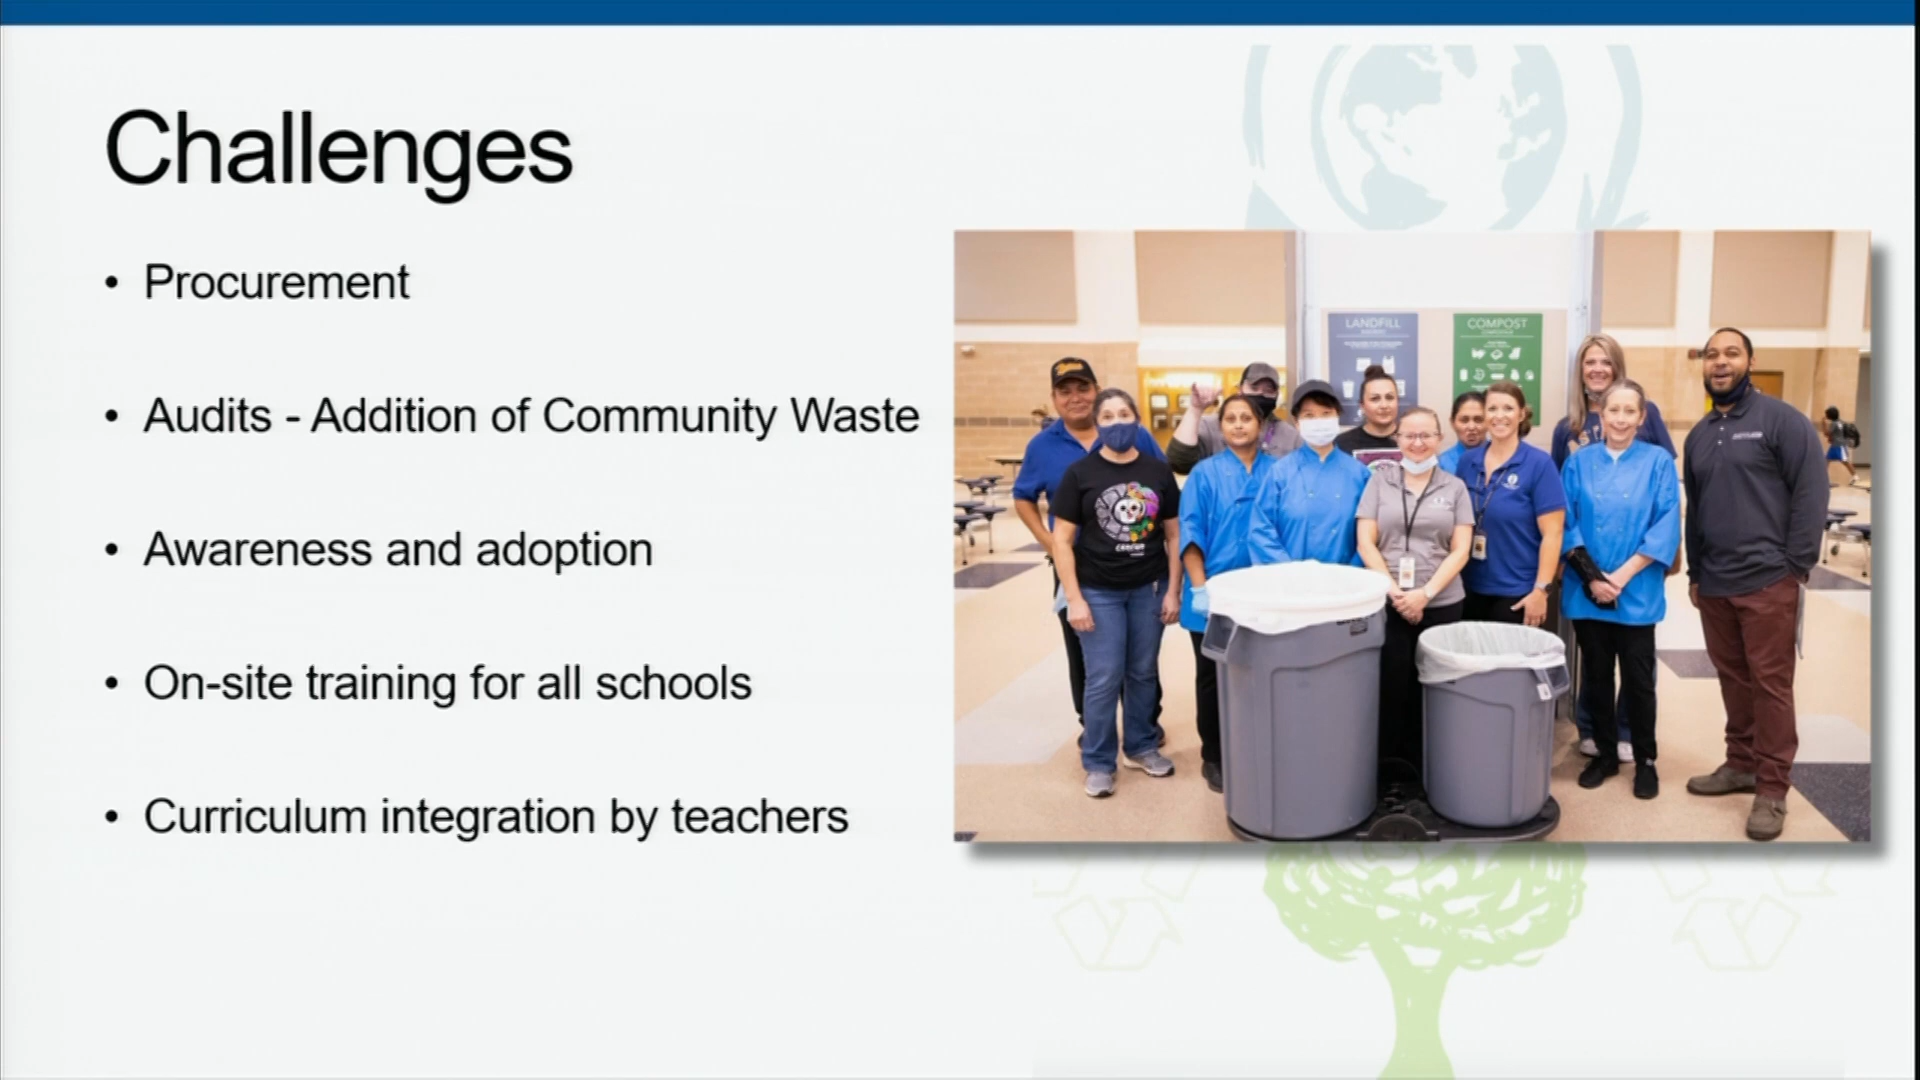 Challenges
• Procurement
• Audits - Addition of Community Waste
• Awareness and adoption
• On-site training for all schools
• Curriculum integration by teachers
LANDFILL
COMPOST